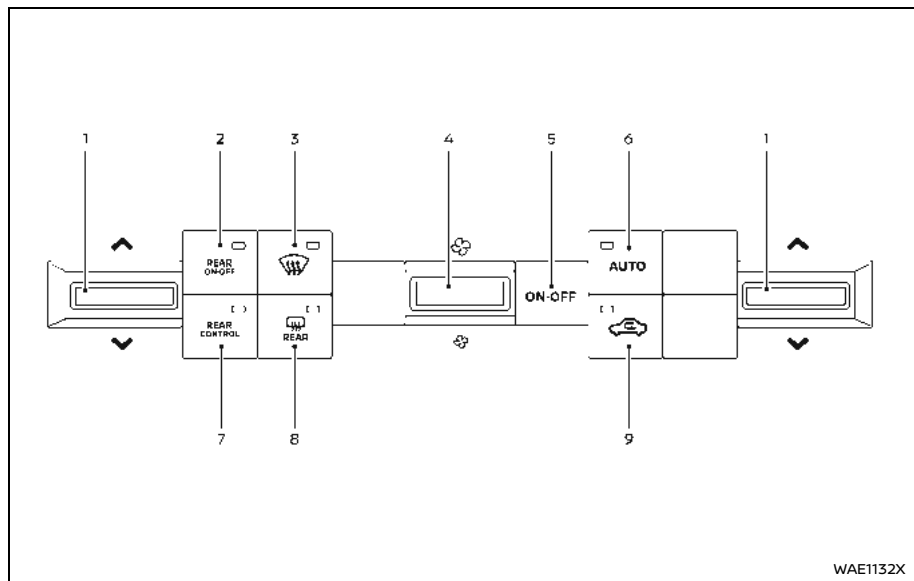 1 2 3 4 5 6 1
REAR
ON·OFF
AUTO
ON·OFF
REAR
CONTROL
REAR
7 8 9
WAE1132X